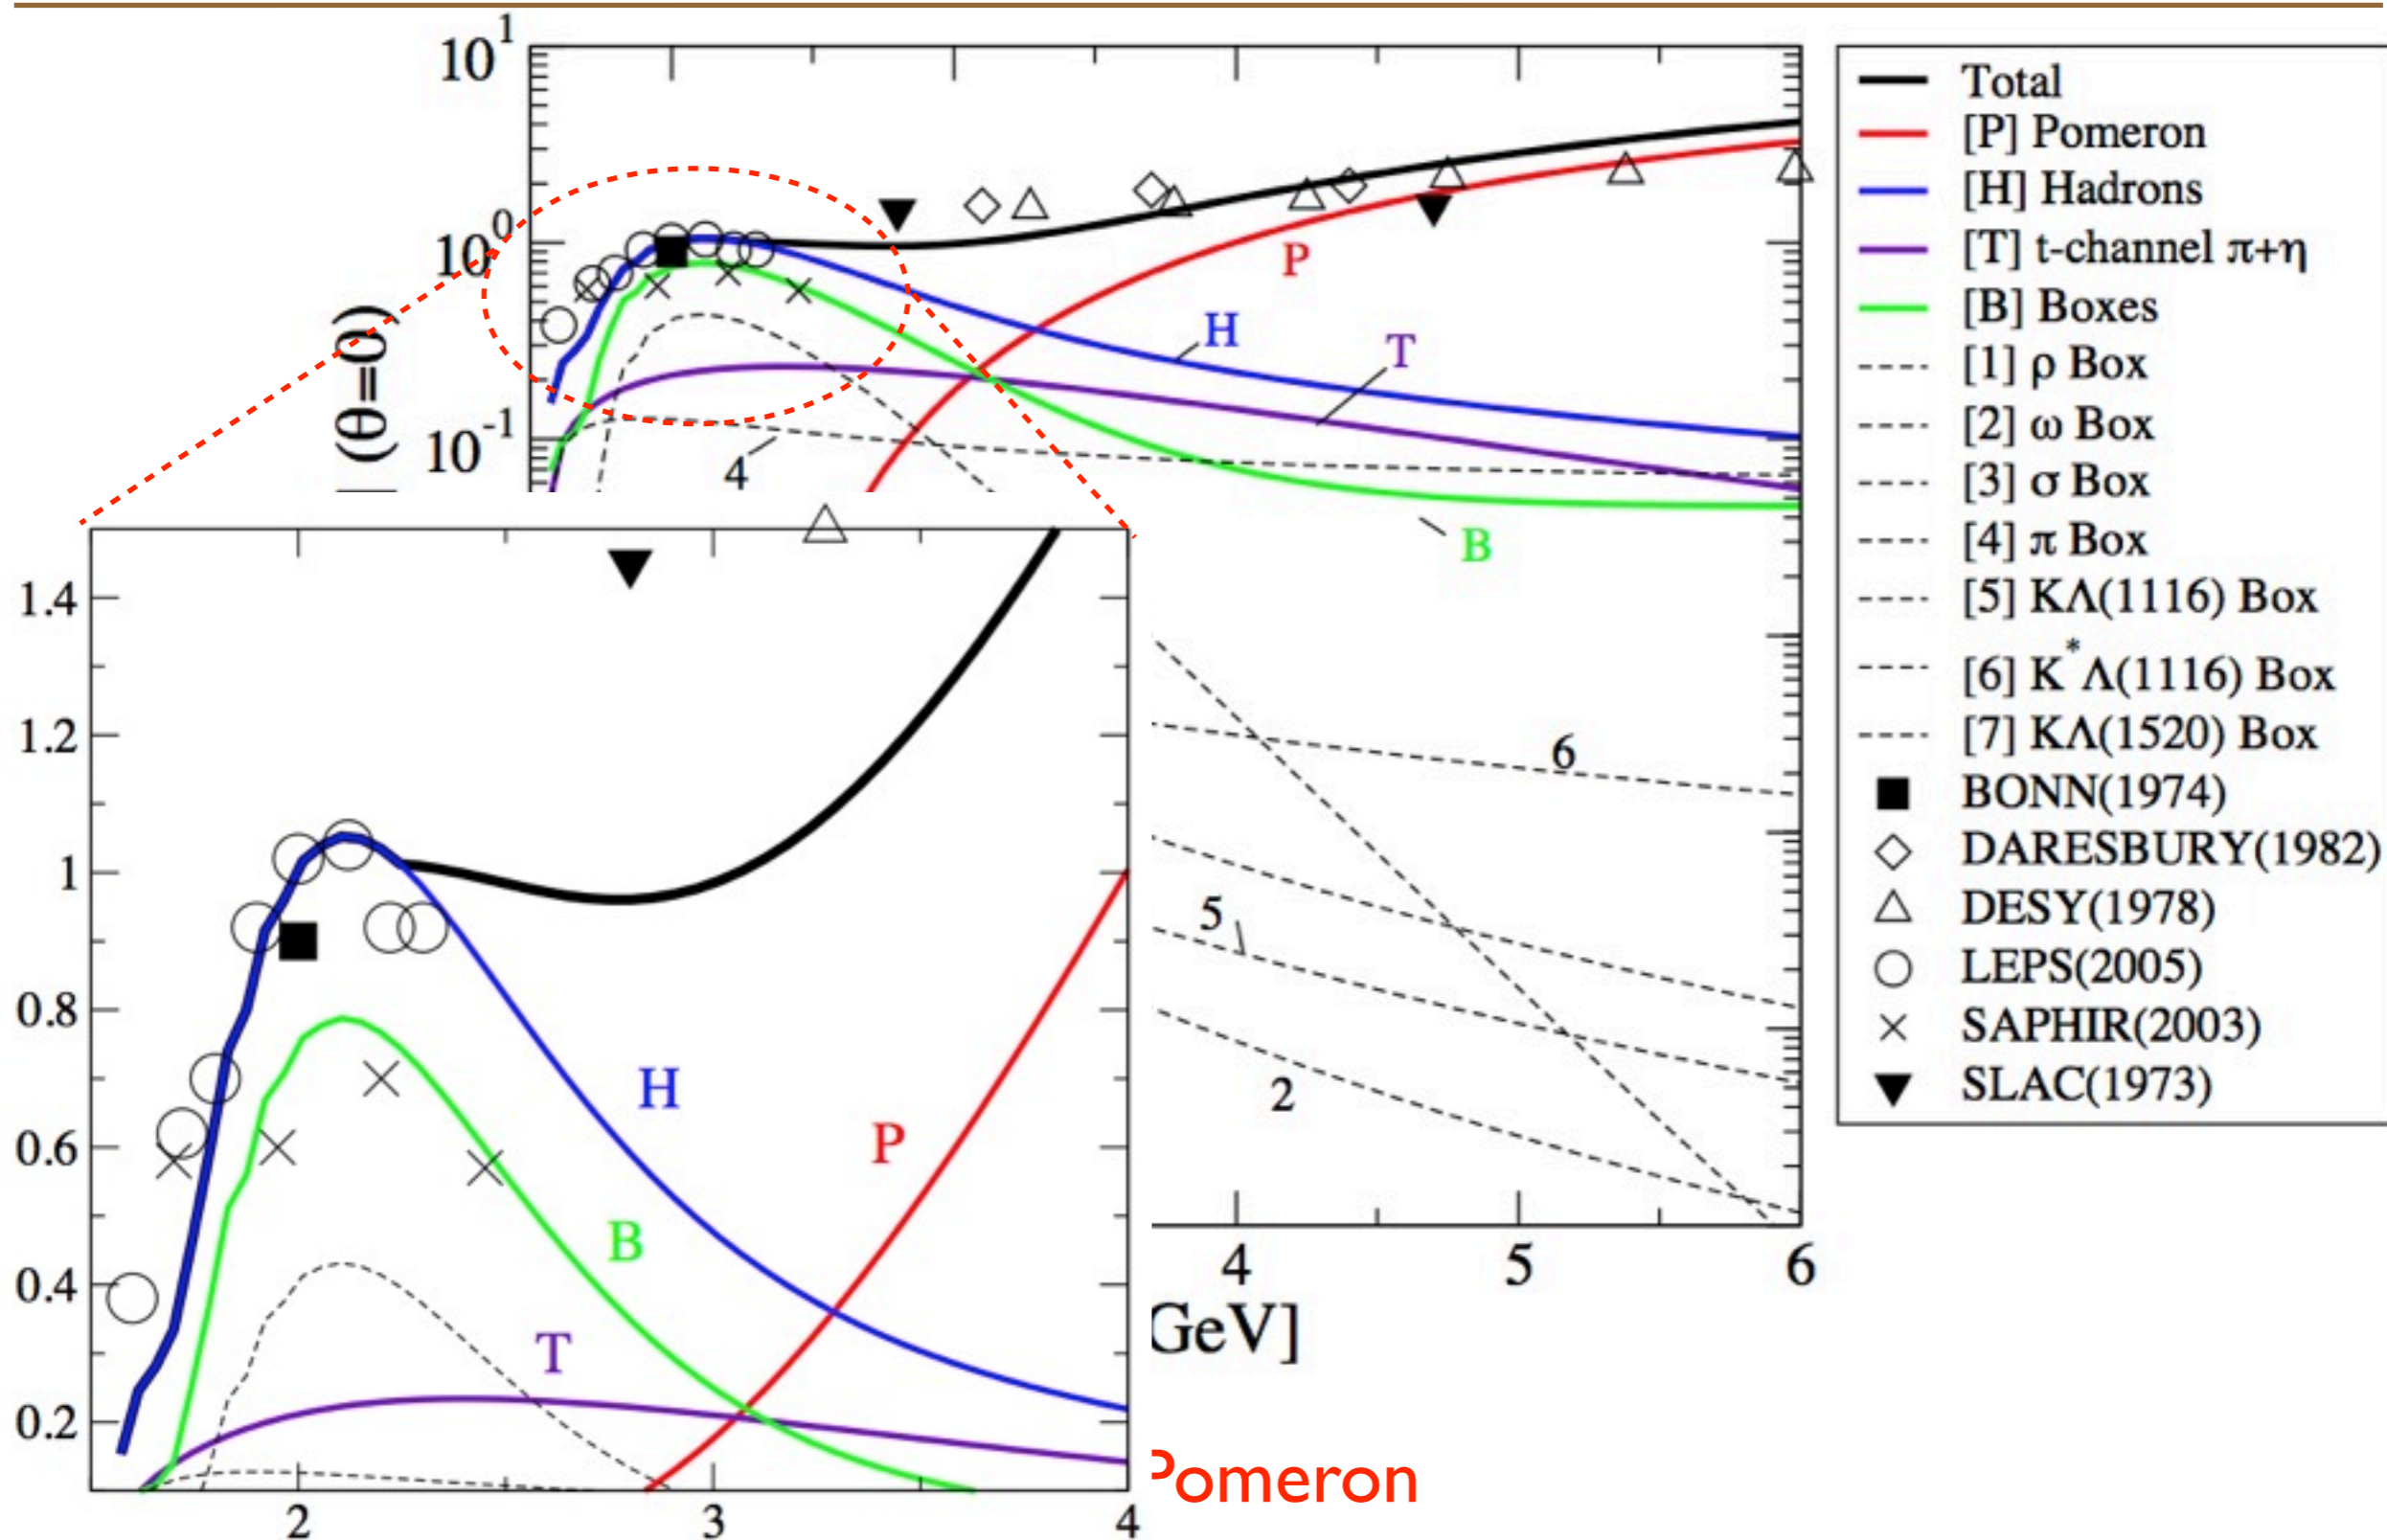 10^1
10^0
10^-1
(θ=0)
P
H
T
4
B
Total
[P] Pomeron
[H] Hadrons
[T] t-channel π+η
[B] Boxes
[1] ρ Box
[2] ω Box
[3] σ Box
[4] π Box
[5] KΛ(1116) Box
[6] K*Λ(1116) Box
[7] KΛ(1520) Box
BONN(1974)
DARESBURY(1982)
DESY(1978)
LEPS(2005)
SAPHIR(2003)
SLAC(1973)
1.4
1.2
1
0.8
0.6
0.4
0.2
H
P
B
T
2 3 4
6
5
2
4 5 6
GeV]
Pomeron